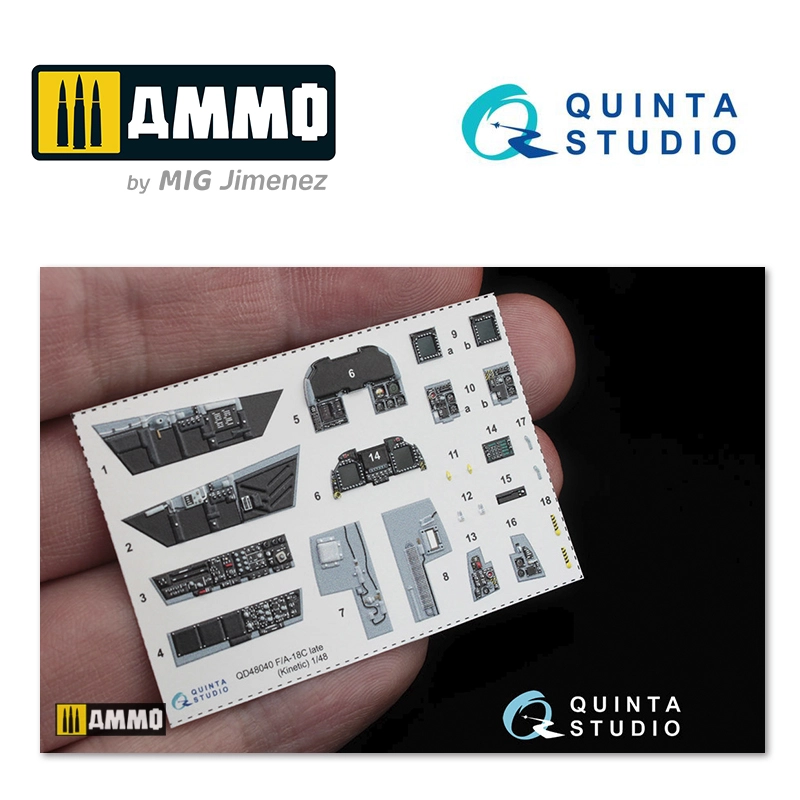 AMMO
by MIG Jimenez
QUINTA
STUDIO
1
2
3
4
5
6
6
14
7
8
9
a
b
10
a
b
11
12
13
14
15
16
17
18
QD48040 F/A-18C late
(Kinetic) 1/48
QUINTA
STUDIO
AMMO
QUINTA
STUDIO